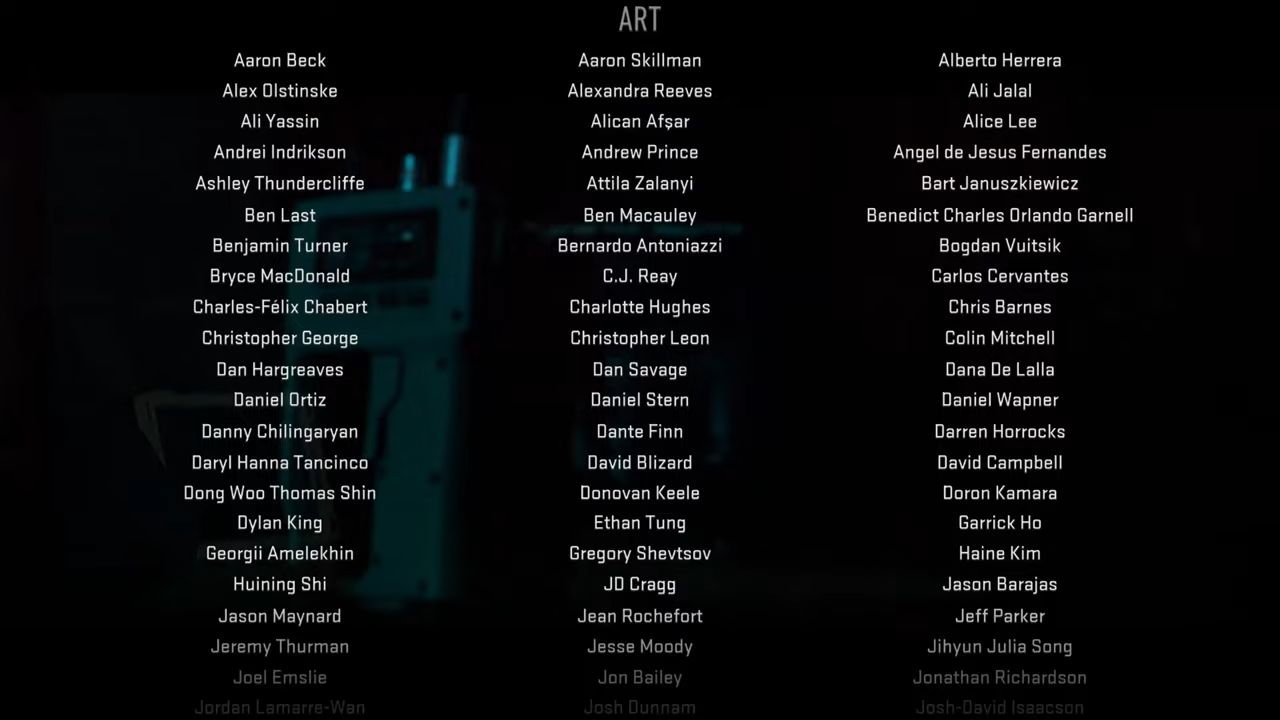 ART
Aaron Beck Aaron Skillman Alberto Herrera
Alex Olstinske Alexandra Reeves Ali Jalal
Ali Yassin Alican Afşar Alice Lee
Andrei Indrikson Andrew Prince Angel de Jesus Fernandes
Ashley Thundercliffe Attila Zalanyi Bart Januszkiewicz
Ben Last Ben Macauley Benedict Charles Orlando Garnell
Benjamin Turner Bernardo Antoniazzi Bogdan Vuitsik
Bryce MacDonald C.J. Reay Carlos Cervantes
Charles-Félix Chabert Charlotte Hughes Chris Barnes
Christopher George Christopher Leon Colin Mitchell
Dan Hargreaves Dan Savage Dana De Lalla
Daniel Ortiz Daniel Stern Daniel Wapner
Danny Chilingaryan Dante Finn Darren Horrocks
Daryl Hanna Tancinco David Blizard David Campbell
Dong Woo Thomas Shin Donovan Keele Doron Kamara
Dylan King Ethan Tung Garrick Ho
Georgii Amelekhin Gregory Shevtsov Haine Kim
Huining Shi JD Cragg Jason Barajas
Jason Maynard Jean Rochefort Jeff Parker
Jeremy Thurman Jesse Moody Jihyun Julia Song
Joel Emslie Jon Bailey Jonathan Richardson
Jordan Lamarre-Wan Josh Dunnam Josh-David Isaacson